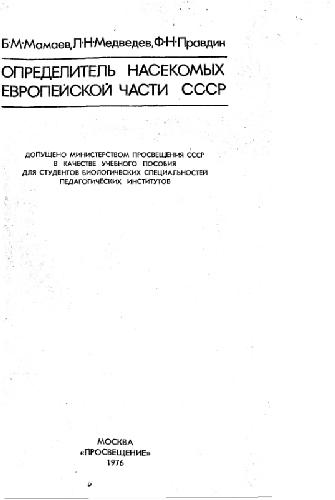 Б·М·Мамаев, Л·Н·Медведев, Ф·Н·Правдин
ОПРЕДЕЛИТЕЛЬ НАСЕКОМЫХ
ЕВРОПЕЙСКОЙ ЧАСТИ СССР
ДОПУЩЕНО МИНИСТЕРСТВОМ ПРОСВЕЩЕНИЯ СССР
В КАЧЕСТВЕ УЧЕБНОГО ПОСОБИЯ
ДЛЯ СТУДЕНТОВ БИОЛОГИЧЕСКИХ СПЕЦИАЛЬНОСТЕЙ
ПЕДАГОГИЧЕСКИХ ИНСТИТУТОВ
МОСКВА
«ПРОСВЕЩЕНИЕ»
1976